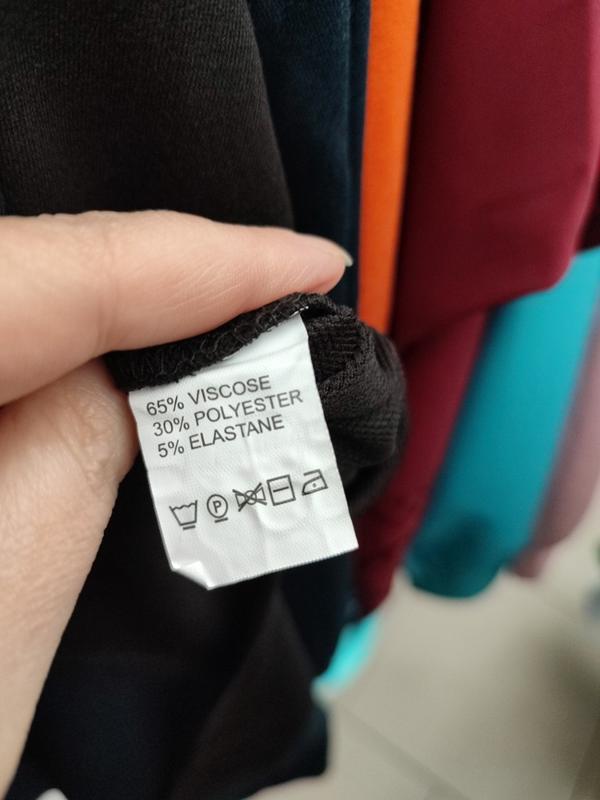 65% VISCOSE
30% POLYESTER
5% ELASTANE
P